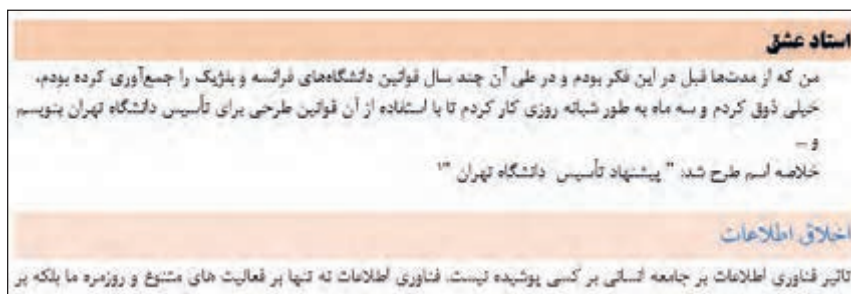 استاد عشق
من که از مدت‌ها قبل در این فکر بودم و در طی آن چند سال قوانین دانشگاه‌های فرانسه و بلژیک را جمع‌آوری کرده بودم،
خیلی ذوق کردم و سه ماه به طور شبانه روزی کار کردم تا با استفاده از آن قوانین طرحی برای تأسیس دانشگاه تهران بنویسم
و ...
خلاصه اسم طرح شد: " پیشنهاد تأسیس دانشگاه تهران "۱
اخلاق اطلاعات
تاثیر فناوری اطلاعات بر جامعه انسانی بر کسی پوشیده نیست. فناوری اطلاعات نه تنها بر فعالیت های متنوع و روزمره ما بلکه بر